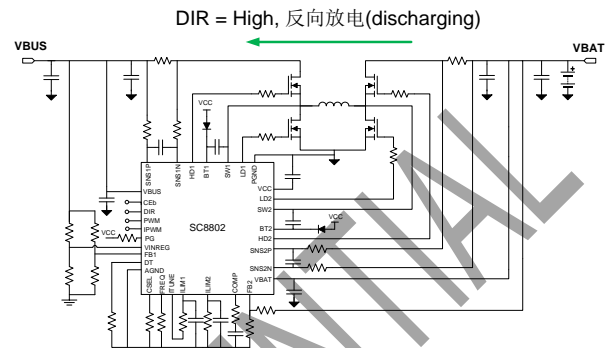 DIR = High, 反向放电(discharging)
VBUS
VBAT
VCC
SNS1P
SNS1N
HD1
BT1
SW1
LD1
PGND
VCC
LD2
SW2
BT2
VCC
HD2
SNS2P
SNS2N
VBAT
VBUS
CEb
DIR
PWM
IPWM
VCC
PG
VINREG
FB1
DT
AGND
SC8802
CSEL
FREQ
ITUNE
ILIM1
ILIM2
COMP
FB2
NTIAL